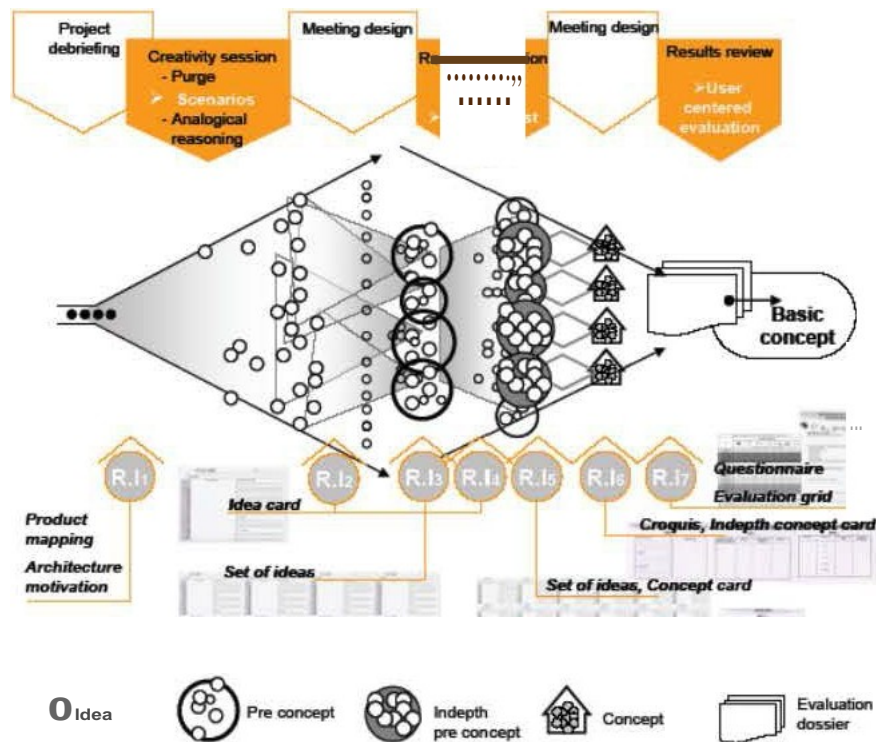 Project
debriefing
Creativity session
- Purge
➢ Scenarios
- Analogical
reasoning
Meeting design
Meeting design
Results review
➢User
centered
evaluation
Basic
concept
R.I1
R.I2
R.I3
R.I4
R.I5
R.I6
R.I7
Product
mapping
Architecture
motivation
Idea card
Set of ideas
Questionnaire
Evaluation grid
Croquis, Indepth concept card
Set of ideas, Concept card
O Idea
Pre concept
Indepth
pre concept
Concept
Evaluation
dossier